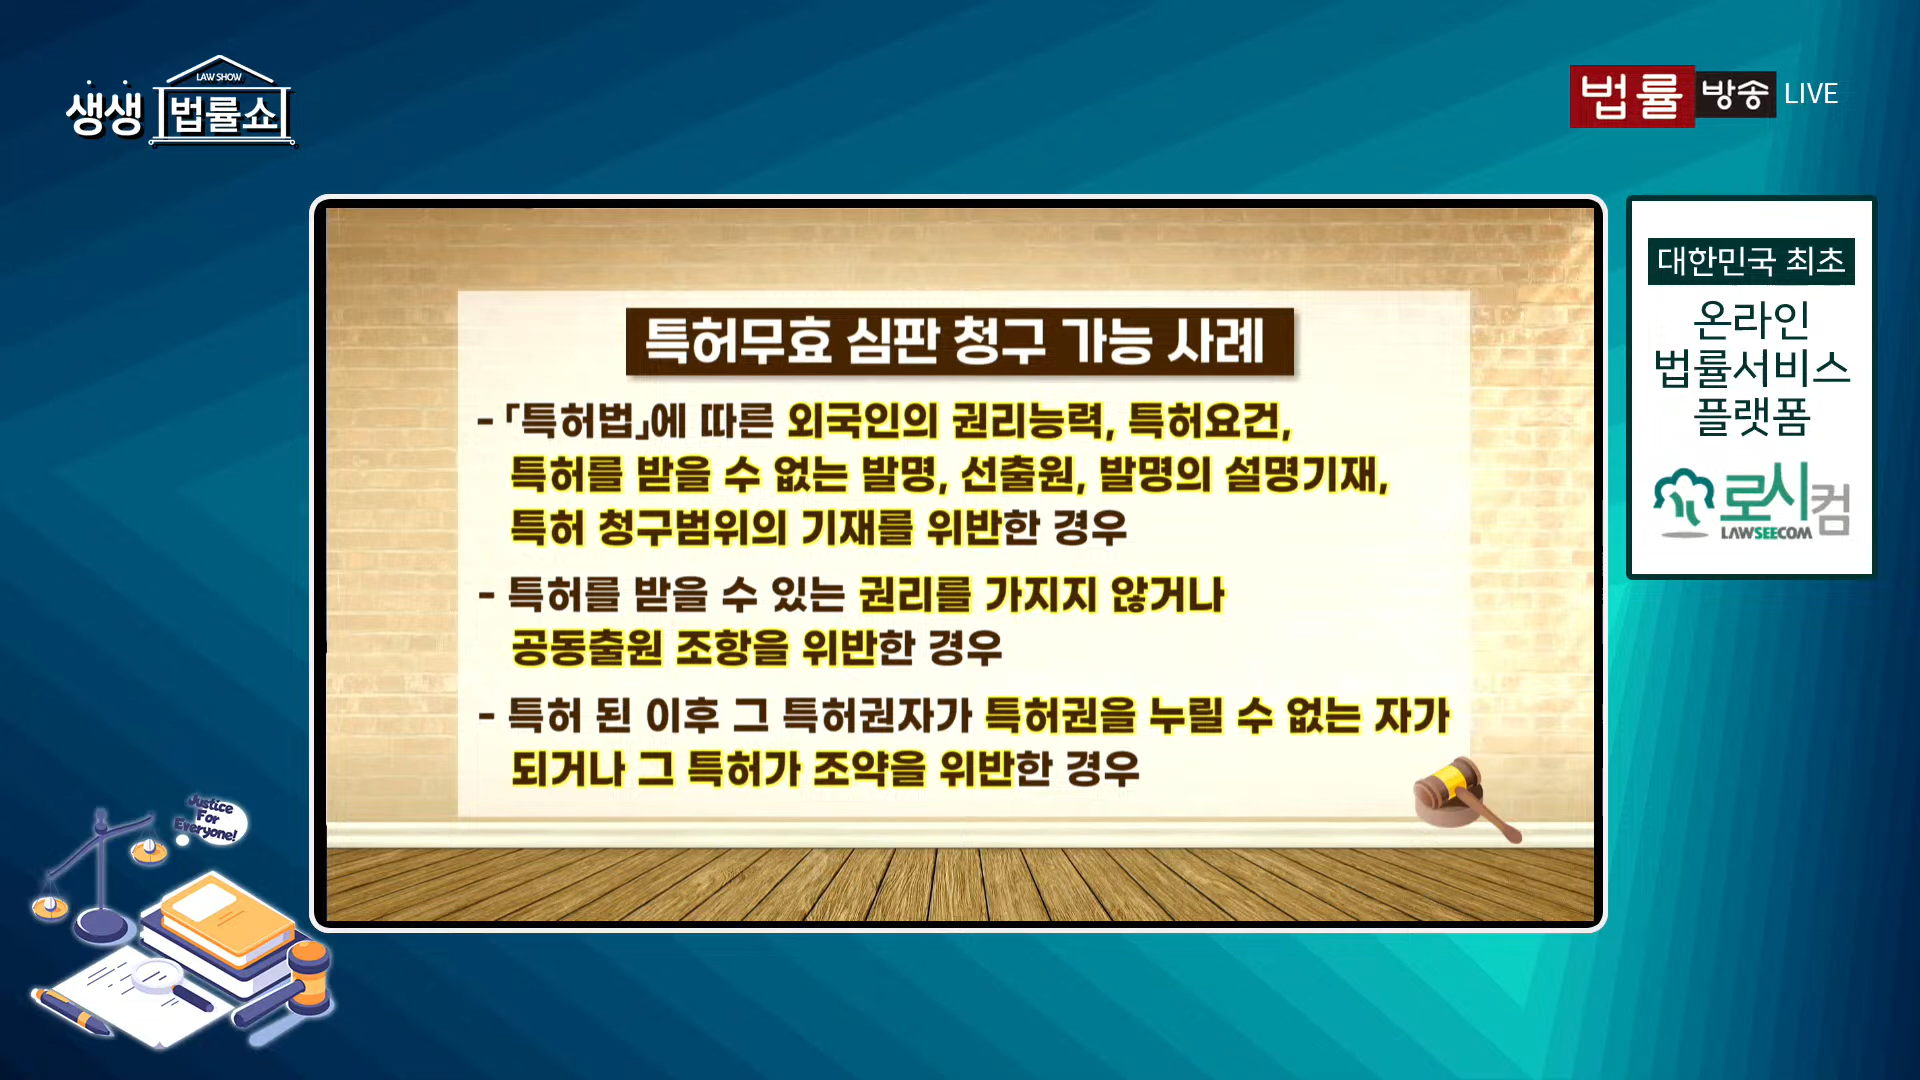 LAW SHOW
생생 법률쇼
법률방송 LIVE
대한민국 최초
온라인
법률서비스
플랫폼
로시컴
LAWSEECOM
특허무효 심판 청구 가능 사례
- 「특허법」에 따른 외국인의 권리능력, 특허요건,
특허를 받을 수 없는 발명, 선출원, 발명의 설명기재,
특허 청구범위의 기재를 위반한 경우
- 특허를 받을 수 있는 권리를 가지지 않거나
공동출원 조항을 위반한 경우
- 특허 된 이후 그 특허권자가 특허권을 누릴 수 없는 자가
되거나 그 특허가 조약을 위반한 경우
Justice
For
Everyone!